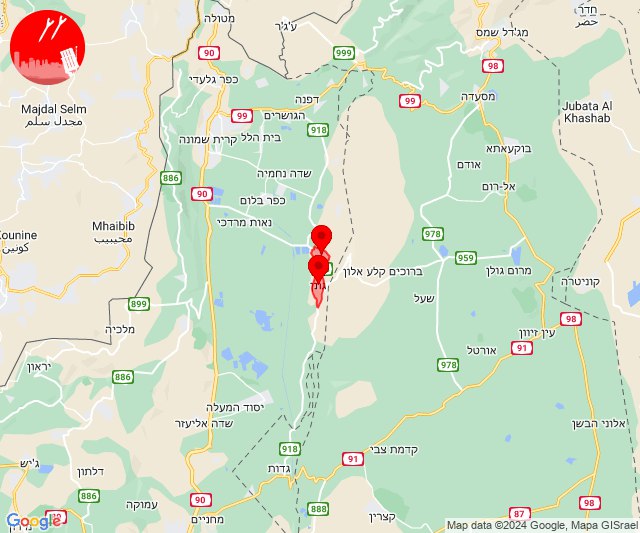 חדר
חضר
מטולה
ע'ג'ר
מג'דל שמס
999
90
98
כפר גלעדי
Majdal Selm
مجدل سلم
99
דפנה
הגושרים
99
מסעדה
Jubata Al
Khashab
918
קרית שמונה
בית הלל
בוקעאתא
אודם
886
שדה נחמיה
אל-רום
90
כפר בלום
Mhaibib
محيبيب
נאות מרדכי
978
Kounine
كونين
959
ברוכים קלע אלון
מרום גולן
קוניטרה
גונן
899
שעל
98
מלכיה
עין זיוון
אורטל
91
יראון
886
978
יסוד המעלה
שדה אליעזר
אלוני הבשן
918
קדמת צבי
91
ג'יש
דלתון
גדות
886
עמוקה
90
98
888
87
מחניים
קצרין
Google
Map data ©2024 Google, Mapa GISrael